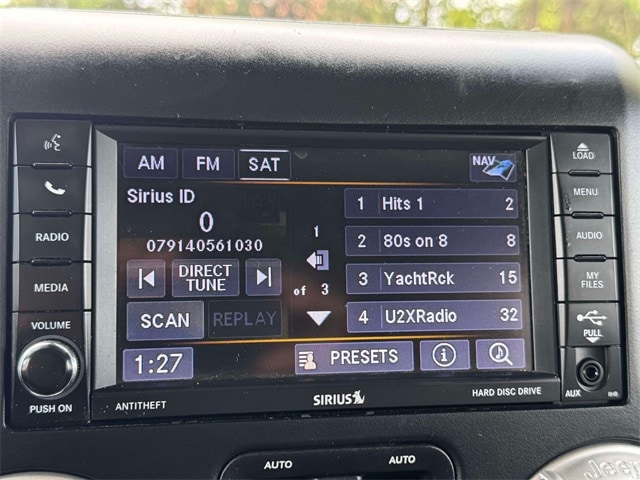 AM FM SAT NAV
Sirius ID
0
079140561030
DIRECT
TUNE
SCAN REPLAY
1:27
1
of 3
1 Hits 1 2
2 80s on 8 8
3 YachtRck 15
4 U2XRadio 32
PRESETS
RADIO
MEDIA
VOLUME
PUSH ON
LOAD
MENU
AUDIO
MY
FILES
PULL
AUX
ANTITHEFT
SIRIUS
HARD DISC DRIVE
AUTO
AUTO
Jeep